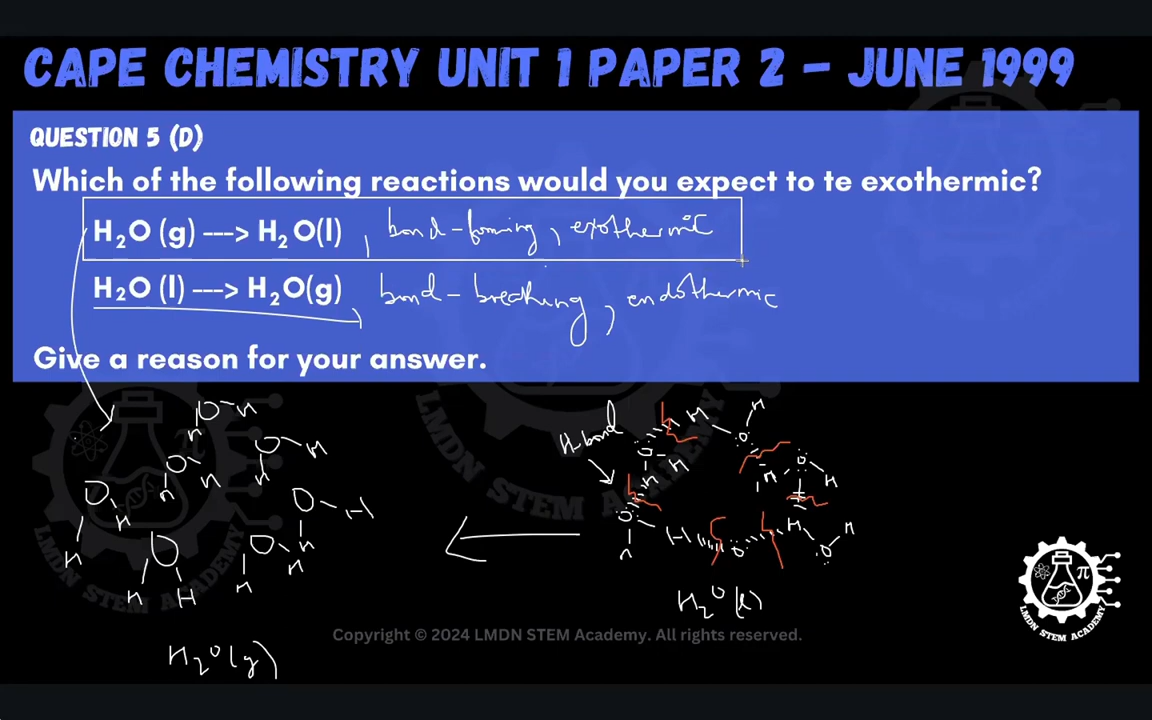 CAPE CHEMISTRY UNIT 1 PAPER 2 – JUNE 1999
QUESTION 5 (D)
Which of the following reactions would you expect to te exothermic?
H₂O (g) ---> H₂O(l) , bond-forming, exothermic
H₂O (l) ---> H₂O(g) , bond-breaking, endothermic
Give a reason for your answer.
H-bond
H₂O (l)
H₂O (g)
Copyright © 2024 LMDN STEM Academy. All rights reserved.
LMDN STEM ACADEMY